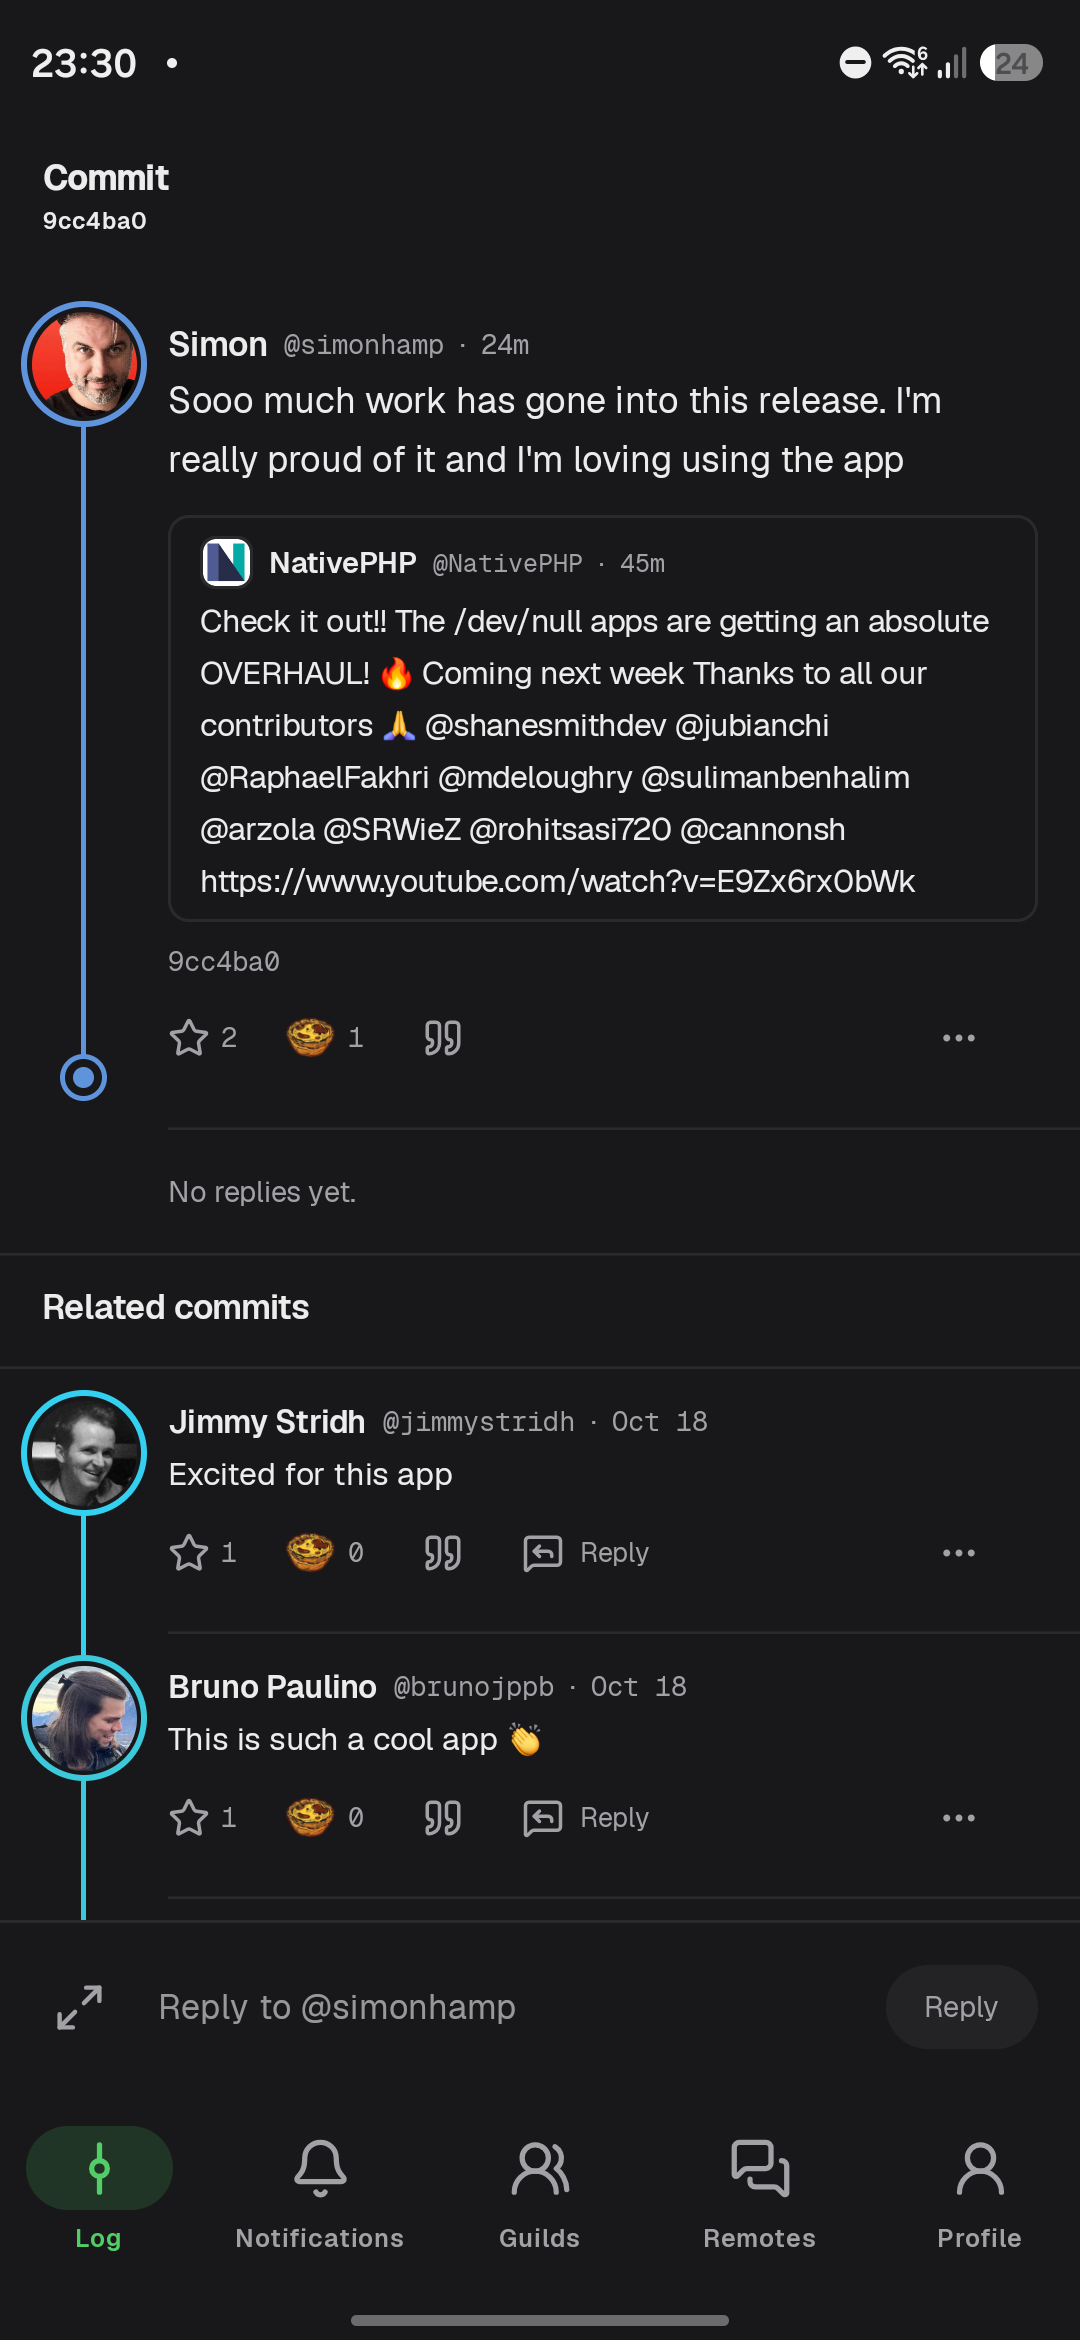 23:30
6
24
Commit
9cc4ba0
Simon @simonhamp · 24m
Sooo much work has gone into this release. I'm
really proud of it and I'm loving using the app
NativePHP @NativePHP · 45m
Check it out!! The /dev/null apps are getting an absolute
OVERHAUL! 🔥 Coming next week Thanks to all our
contributors 🙏 @shanesmithdev @jubianchi
@RaphaelFakhri @mdeloughry @sulimanbenhalim
@arzola @SRWieZ @rohitsasi720 @cannonsh
https://www.youtube.com/watch?v=E9Zx6rx0bWk
9cc4ba0
2 1
No replies yet.
Related commits
Jimmy Stridh @jimmystridh · Oct 18
Excited for this app
1 0 Reply
Bruno Paulino @brunojppb · Oct 18
This is such a cool app 👏
1 0 Reply
Reply to @simonhamp Reply
Log Notifications Guilds Remotes Profile